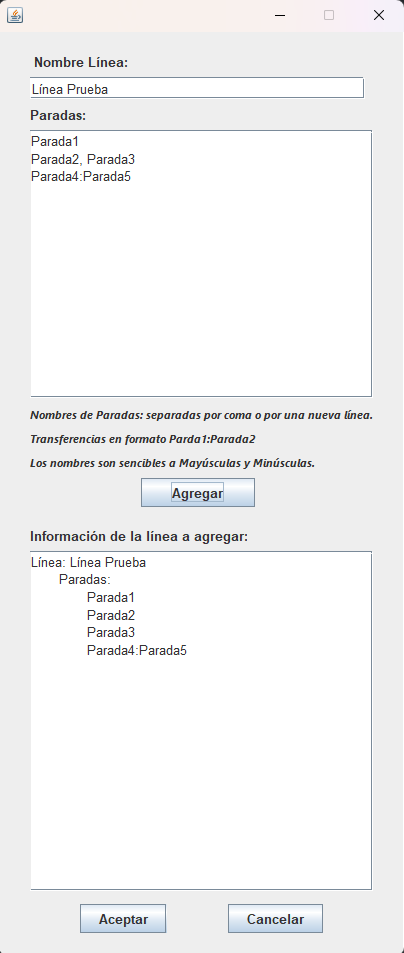 Nombre Línea:
Línea Prueba
Paradas:
Parada1
Parada2, Parada3
Parada4:Parada5
Nombres de Paradas: separadas por coma o por una nueva línea.
Transferencias en formato Parda1:Parada2
Los nombres son sencibles a Mayúsculas y Minúsculas.
Agregar
Información de la línea a agregar:
Línea: Línea Prueba
Paradas:
Parada1
Parada2
Parada3
Parada4:Parada5
Aceptar Cancelar